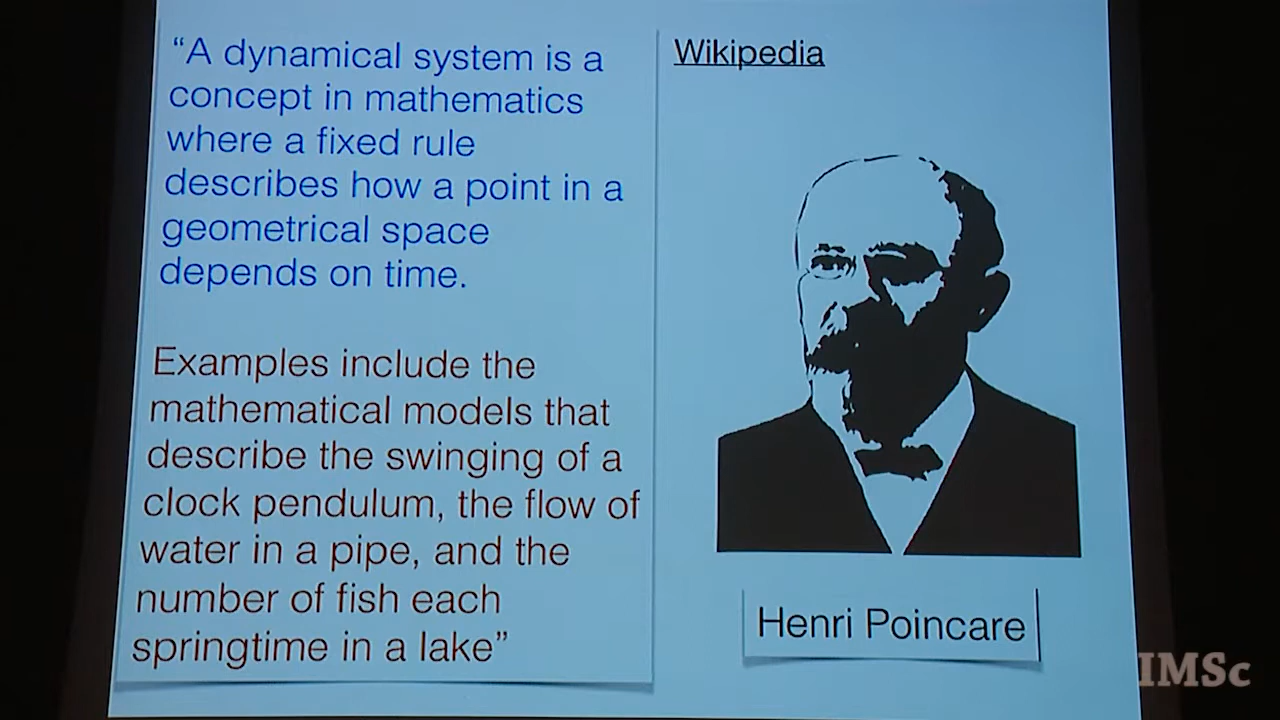 “A dynamical system is a
concept in mathematics
where a fixed rule
describes how a point in a
geometrical space
depends on time.
Examples include the
mathematical models that
describe the swinging of a
clock pendulum, the flow of
water in a pipe, and the
number of fish each
springtime in a lake”
Wikipedia
Henri Poincare
IMSc